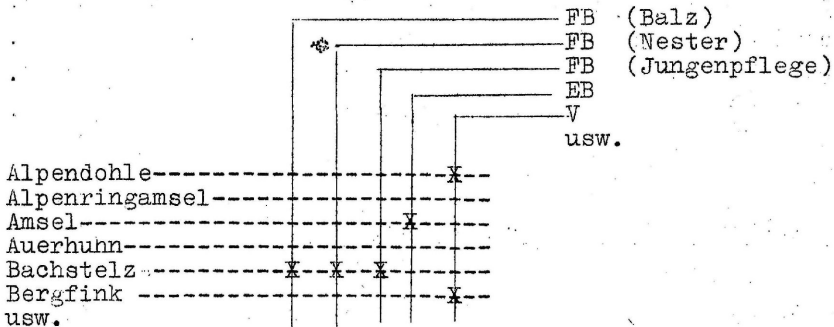 FB (Balz)
FB (Nester)
FB (Jungenpflege)
EB
V
usw.
Alpendohle-----------------------------X---
Alpenringamsel-------------------------
Amsel------------------------------X-------
Auerhuhn-------------------------------
Bachstelz ----------X---X---X---------
Bergfink ----------------------------X---
usw.